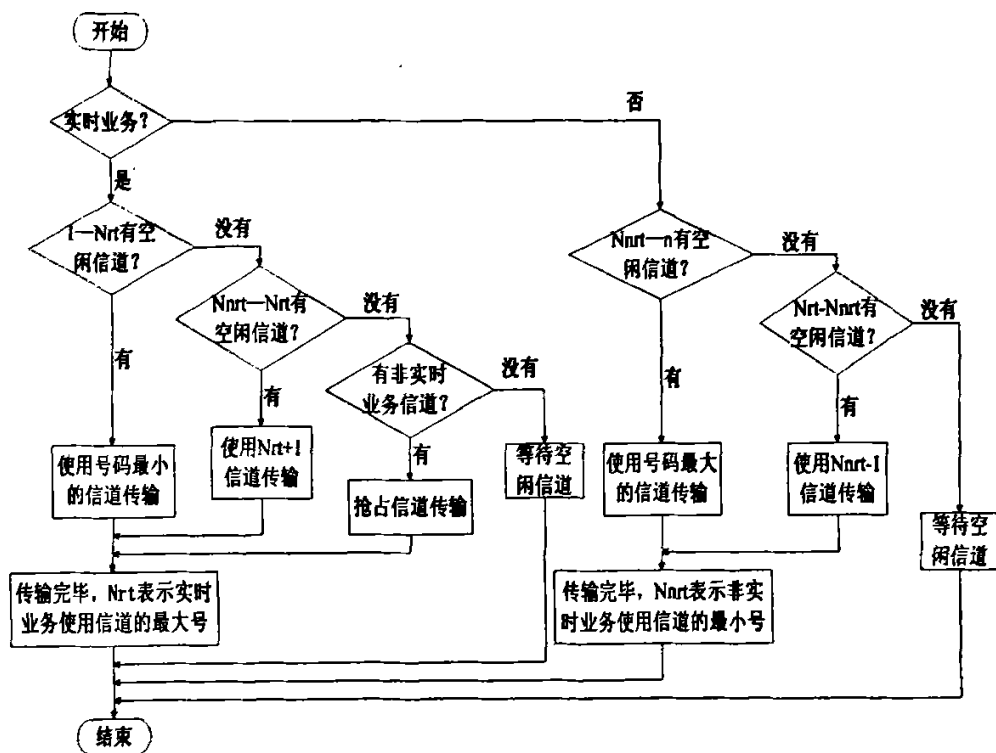 开始
实时业务？
是
否
1—Nrt有空
闲信道？
没有
有
Nnrt—Nrt有
空闲信道？
没有
有
有非实时
业务信道？
没有
有
使用号码最小
的信道传输
使用Nrt+1
信道传输
抢占信道传输
等待空
闲信道
传输完毕，Nrt表示实时
业务使用信道的最大号
Nnrt—n有空
闲信道？
没有
有
Nrt-Nnrt有
空闲信道？
没有
有
使用号码最大
的信道传输
使用Nnrt-1
信道传输
等待空
闲信道
传输完毕，Nnrt表示非实
时业务使用信道的最小号
结束